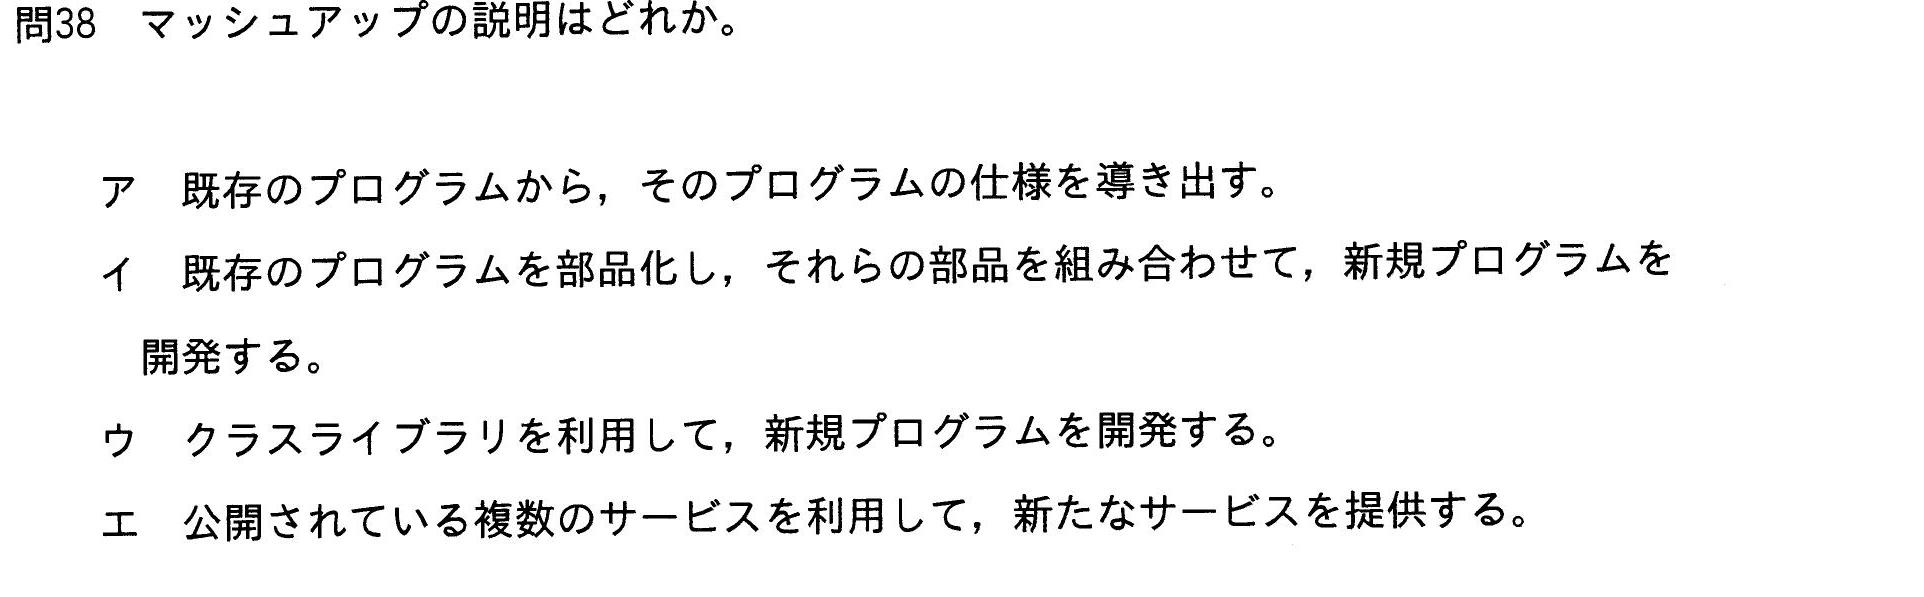 問38　マッシュアップの説明はどれか。
ア　既存のプログラムから，そのプログラムの仕様を導き出す。
イ　既存のプログラムを部品化し，それらの部品を組み合わせて，新規プログラムを
開発する。
ウ　クラスライブラリを利用して，新規プログラムを開発する。
エ　公開されている複数のサービスを利用して，新たなサービスを提供する。